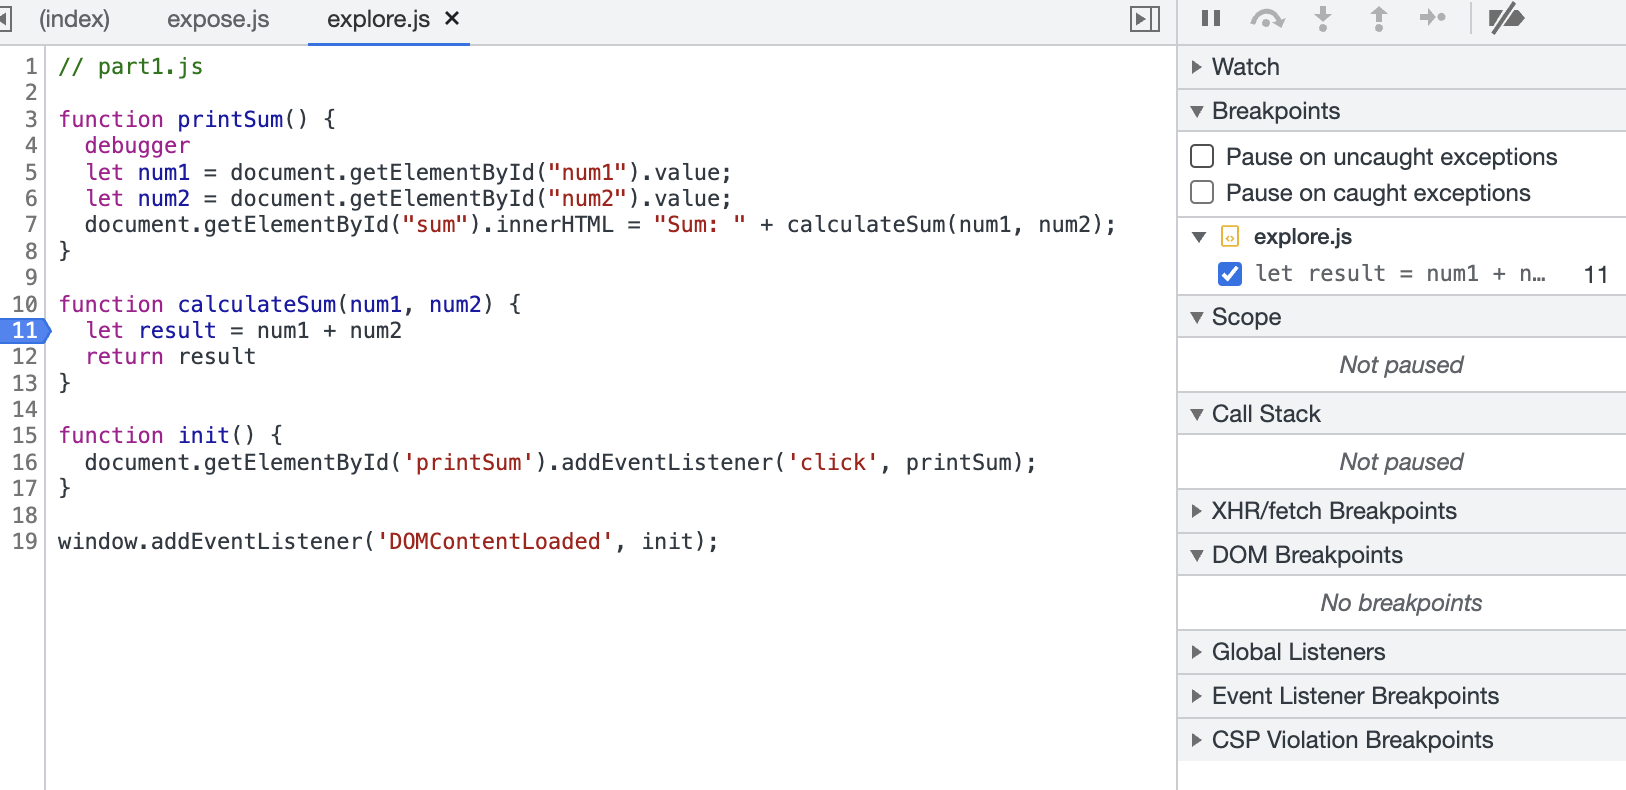 (index) expose.js explore.js ×
1 // part1.js
2
3 function printSum() {
4   debugger
5   let num1 = document.getElementById("num1").value;
6   let num2 = document.getElementById("num2").value;
7   document.getElementById("sum").innerHTML = "Sum: " + calculateSum(num1, num2);
8 }
9
10 function calculateSum(num1, num2) {
11   let result = num1 + num2
12   return result
13 }
14
15 function init() {
16   document.getElementById('printSum').addEventListener('click', printSum);
17 }
18
19 window.addEventListener('DOMContentLoaded', init);
Watch
Breakpoints
Pause on uncaught exceptions
Pause on caught exceptions
explore.js
let result = num1 + n… 11
Scope
Not paused
Call Stack
Not paused
XHR/fetch Breakpoints
DOM Breakpoints
No breakpoints
Global Listeners
Event Listener Breakpoints
CSP Violation Breakpoints